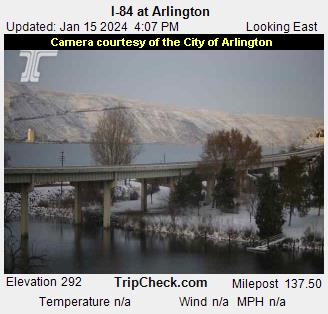 I-84 at Arlington
Updated: Jan 15 2024 4:07 PM Looking East
Camera courtesy of the City of Arlington
Elevation 292 TripCheck.com Milepost 137.50
Temperature n/a Wind n/a MPH n/a